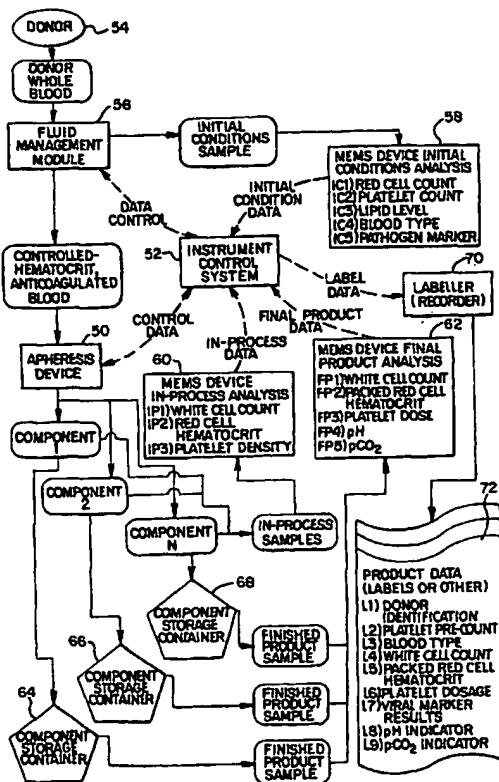 DONOR
54
DONOR
WHOLE
BLOOD
56
FLUID
MANAGEMENT
MODULE
INITIAL
CONDITIONS
SAMPLE
58
MEMS DEVICE INITIAL
CONDITIONS ANALYSIS
(IC1) RED CELL COUNT
(IC2) PLATELET COUNT
(IC3) LIPID LEVEL
(IC4) BLOOD TYPE
(IC5) PATHOGEN MARKER
DATA
CONTROL
INITIAL
CONDITION
DATA
52
INSTRUMENT
CONTROL
SYSTEM
LABEL
DATA
70
LABELLER
(RECORDER)
CONTROLLED-
HEMATOCRIT,
ANTICOAGULATED
BLOOD
CONTROL
DATA
IN-PROCESS
DATA
FINAL PRODUCT
DATA
50
APHERESIS
DEVICE
60
MEMS DEVICE
IN-PROCESS ANALYSIS
(IP1) WHITE CELL COUNT
(IP2) RED CELL
HEMATOCRIT
(IP3) PLATELET DENSITY
62
MEMS DEVICE FINAL
PRODUCT ANALYSIS
FP1) WHITE COUNT
FP2) PACKED RED CELL
HEMATOCRIT
FP3) PLATELET DOSE
FP4) pH
FP5) pCO2
COMPONENT
1
COMPONENT
2
COMPONENT
N
IN-PROCESS
SAMPLES
72
68
COMPONENT
STORAGE
CONTAINER
FINISHED
PRODUCT
SAMPLE
66
COMPONENT
STORAGE
CONTAINER
FINISHED
PRODUCT
SAMPLE
64
COMPONENT
STORAGE
CONTAINER
FINISHED
PRODUCT
SAMPLE
PRODUCT DATA
(LABELS OR OTHER)
L1) DONOR
IDENTIFICATION
L2) PLATELET PRE-COUNT
L3) BLOOD TYPE
L4) WHITE CELL COUNT
L5) PACKED RED CELL
HEMATOCRIT
L6) PLATELET DOSAGE
L7) VIRAL MARKER
RESULTS
L8) pH INDICATOR
L9) pCO2 INDICATOR